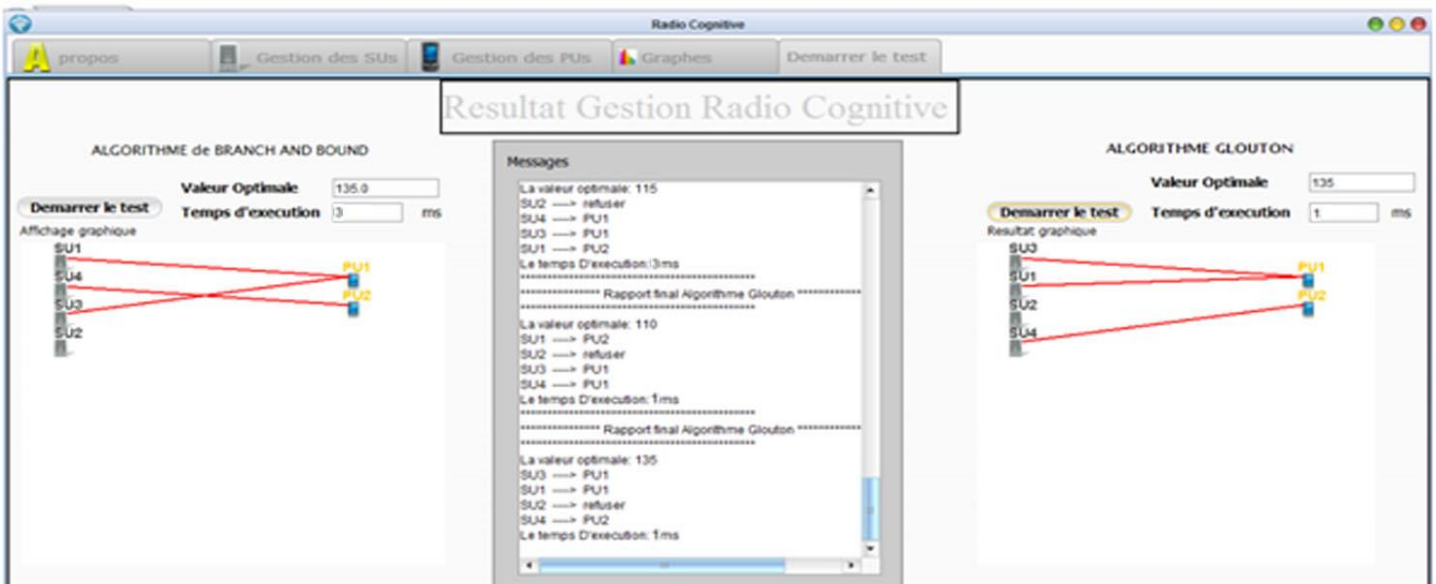 Radio Cognitive
A propos
Gestion des SUs
Gestion des PUs
Graphes
Demarrer le test
Resultat Gestion Radio Cognitive
ALGORITHME de BRANCH AND BOUND
Valeur Optimale 135.0
Demarrer le test
Temps d'execution 3 ms
Affichage graphique
SU1
SU4
SU3
SU2
PU1
PU2
Messages
La valeur optimale: 115
SU2 ----> refuser
SU4 ----> PU1
SU3 ----> PU1
SU1 ----> PU2
Le temps D'execution: 3ms
************************************************
**************** Rapport final Algorithme Glouton *************
************************************************
La valeur optimale: 110
SU1 ----> PU2
SU2 ----> refuser
SU3 ----> PU1
SU4 ----> PU1
Le temps D'execution: 1ms
************************************************
**************** Rapport final Algorithme Glouton *************
************************************************
La valeur optimale: 135
SU3 ----> PU1
SU1 ----> PU1
SU2 ----> refuser
SU4 ----> PU2
Le temps D'execution: 1ms
ALGORITHME GLOUTON
Valeur Optimale 135
Demarrer le test
Temps d'execution 1 ms
Resultat graphique
SU3
SU1
SU2
SU4
PU1
PU2